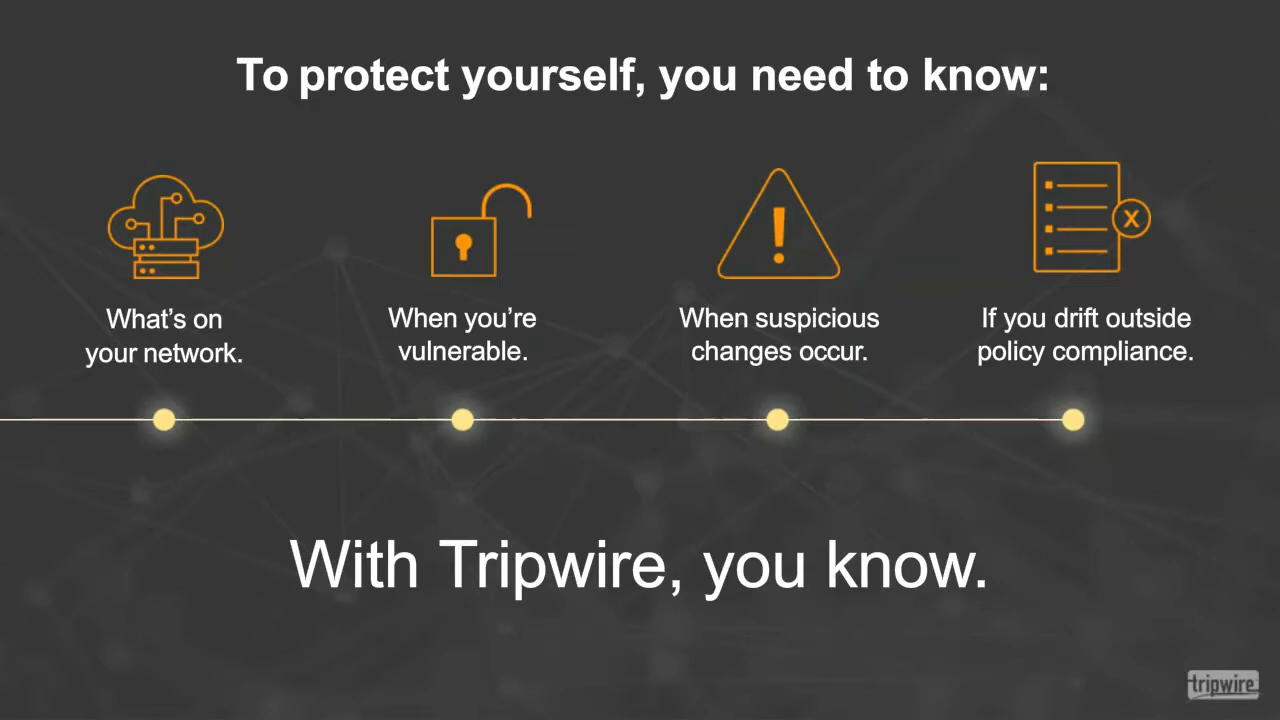 To protect yourself, you need to know:
X
What’s on
your network.
When you’re
vulnerable.
When suspicious
changes occur.
If you drift outside
policy compliance.
With Tripwire, you know.
tripwire